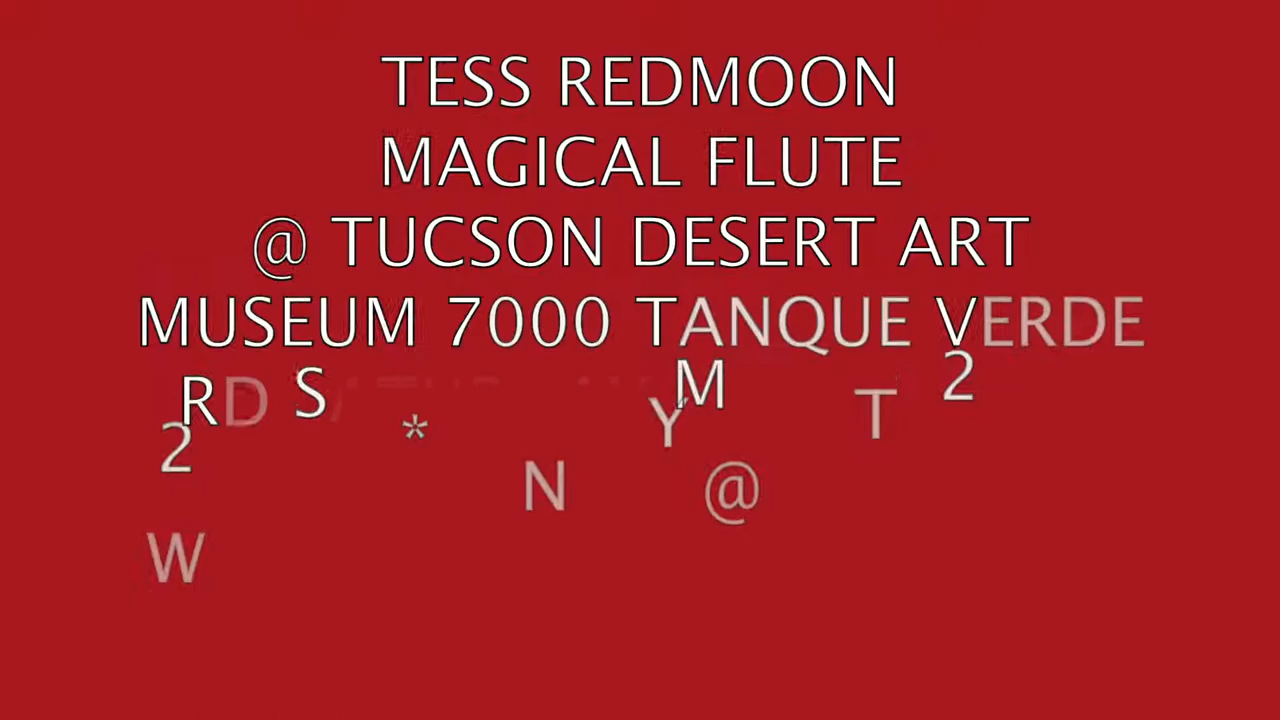 TESS REDMOON
MAGICAL FLUTE
@ TUCSON DESERT ART
MUSEUM 7000 TANQUE VERDE
RD S M 2
2 * Y T
N @
W